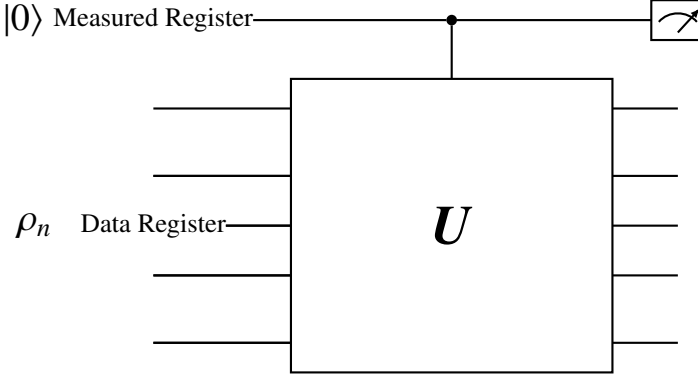 |0⟩ Measured Register
U
ρₙ Data Register